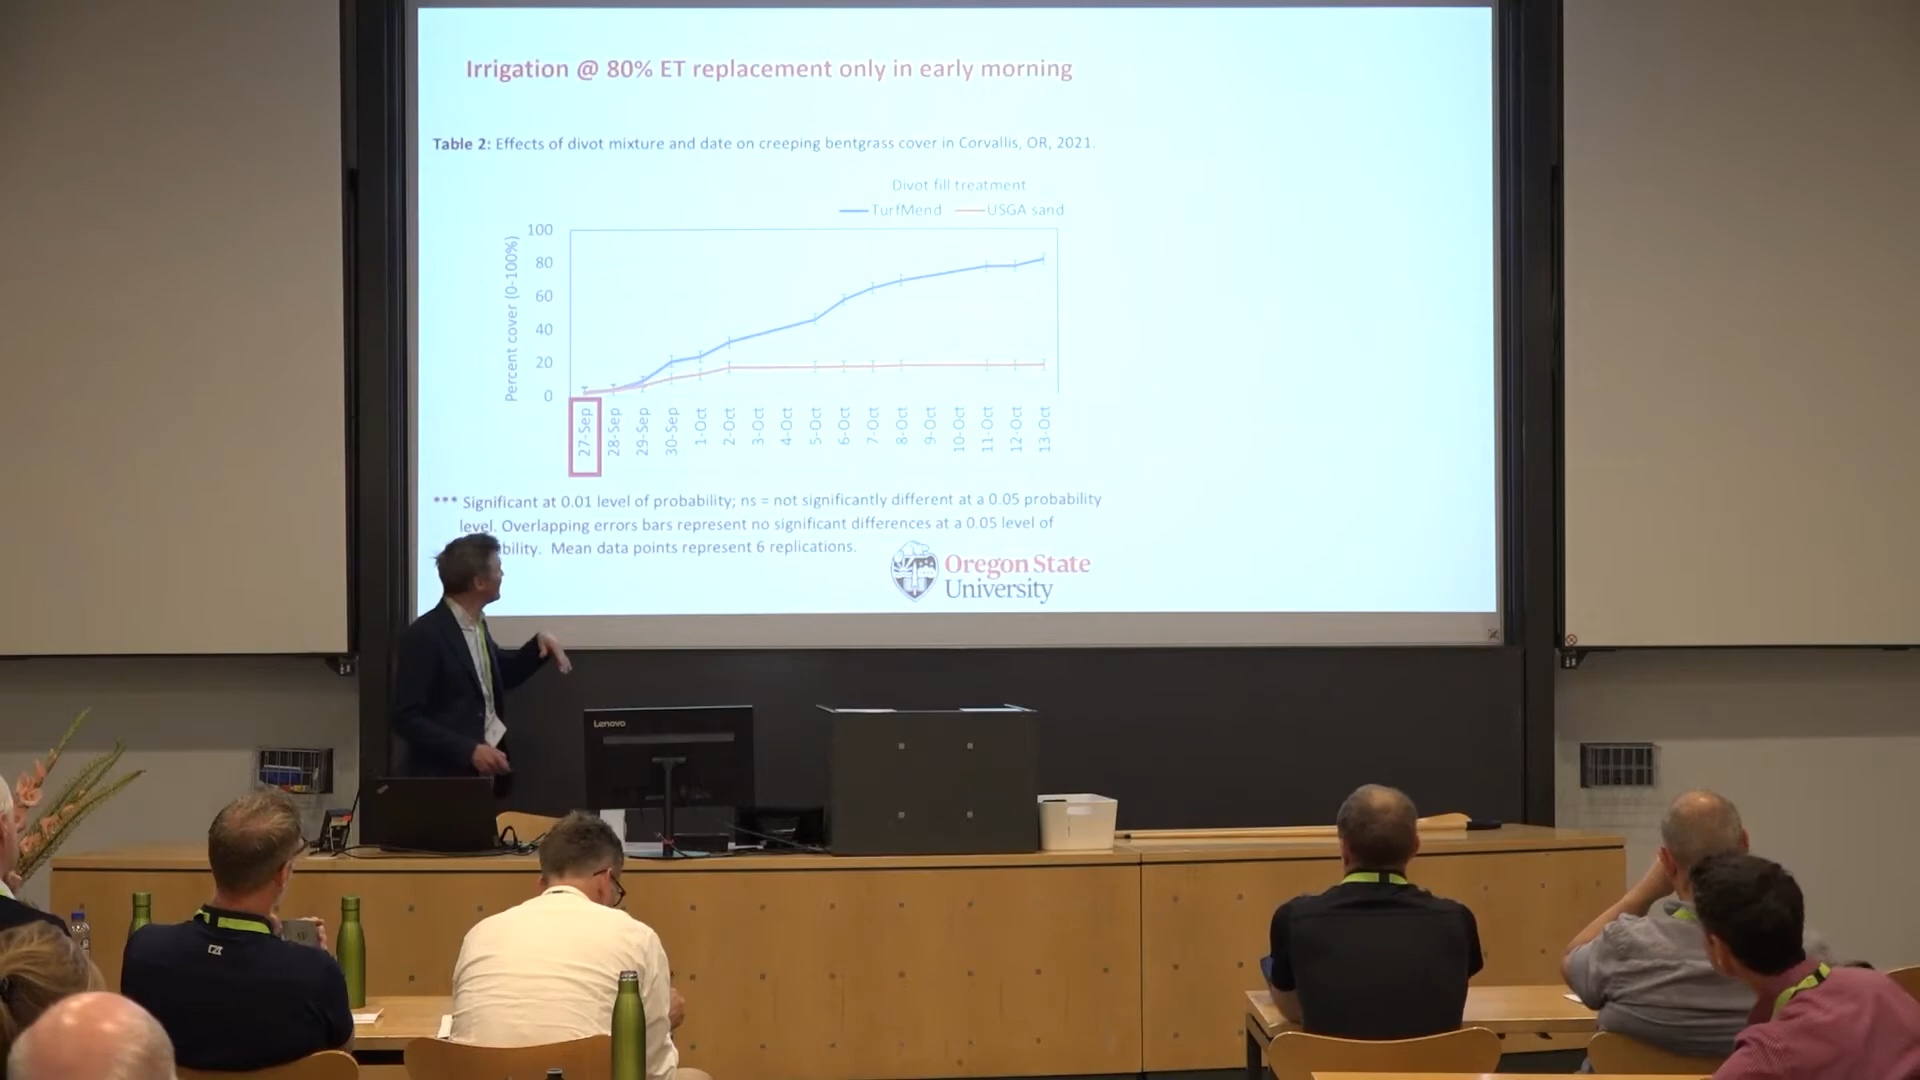 Irrigation @ 80% ET replacement only in early morning
Table 2: Effects of divot mixture and date on creeping bentgrass cover in Corvallis, OR, 2021.
Divot fill treatment
TurfMend USGA sand
Percent cover (0-100%)
100
80
60
40
20
0
27-Sep
28-Sep
29-Sep
30-Sep
1-Oct
2-Oct
3-Oct
4-Oct
5-Oct
6-Oct
7-Oct
8-Oct
9-Oct
10-Oct
11-Oct
12-Oct
13-Oct
*** Significant at 0.01 level of probability; ns = not significantly different at a 0.05 probability
level. Overlapping errors bars represent no significant differences at a 0.05 level of
bility. Mean data points represent 6 replications.
Oregon State
University
Lenovo